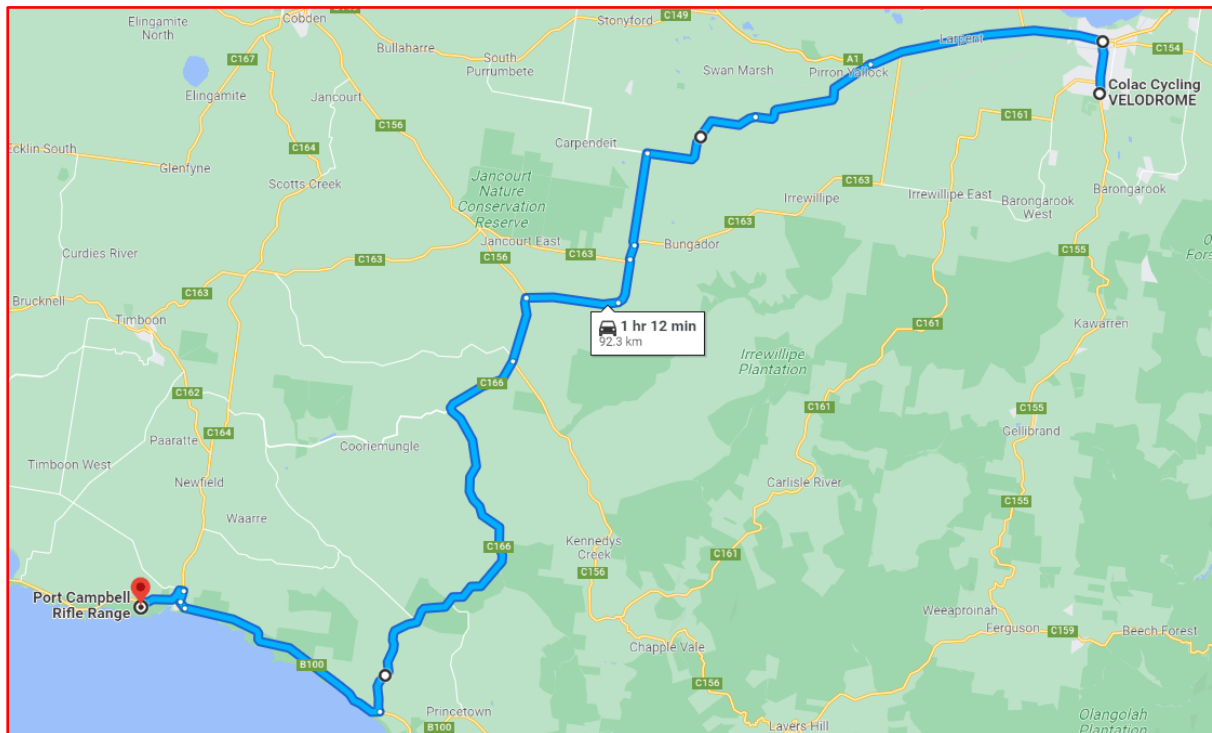 Elingamite
North
Cobden
Stonyford
C149
C154
Bullaharre
C167
South
Purrumbete
A1
Larpent
Swan Marsh
Pirron Yallock
Colac Cycling
VELODROME
Elingamite
Jancourt
C156
C161
Ecklin South
Carpendeit
C164
Glenfyne
Scotts Creek
Jancourt
Nature
Conservation
Reserve
C163
Irrewillipe
Irrewillipe East
Barongarook
Barongarook
West
Jancourt East
C163
Bungador
C163
Curdies River
C163
C156
C155
Brucknell
C163
Timboon
1 hr 12 min
92.3 km
C161
Kawarren
Irrewillipe
Plantation
C166
C162
C161
C155
Paaratte
C164
Cooriemungle
Gellibrand
Timboon West
Newfield
Carlisle River
Waarre
C155
Kennedys
Creek
C166
C161
C156
Port Campbell
Rifle Range
Weeaproinah
Ferguson
C159
Beech Forest
Chapple Vale
B100
C156
Princetown
B100
Lavers Hill
Olangolah
Plantation